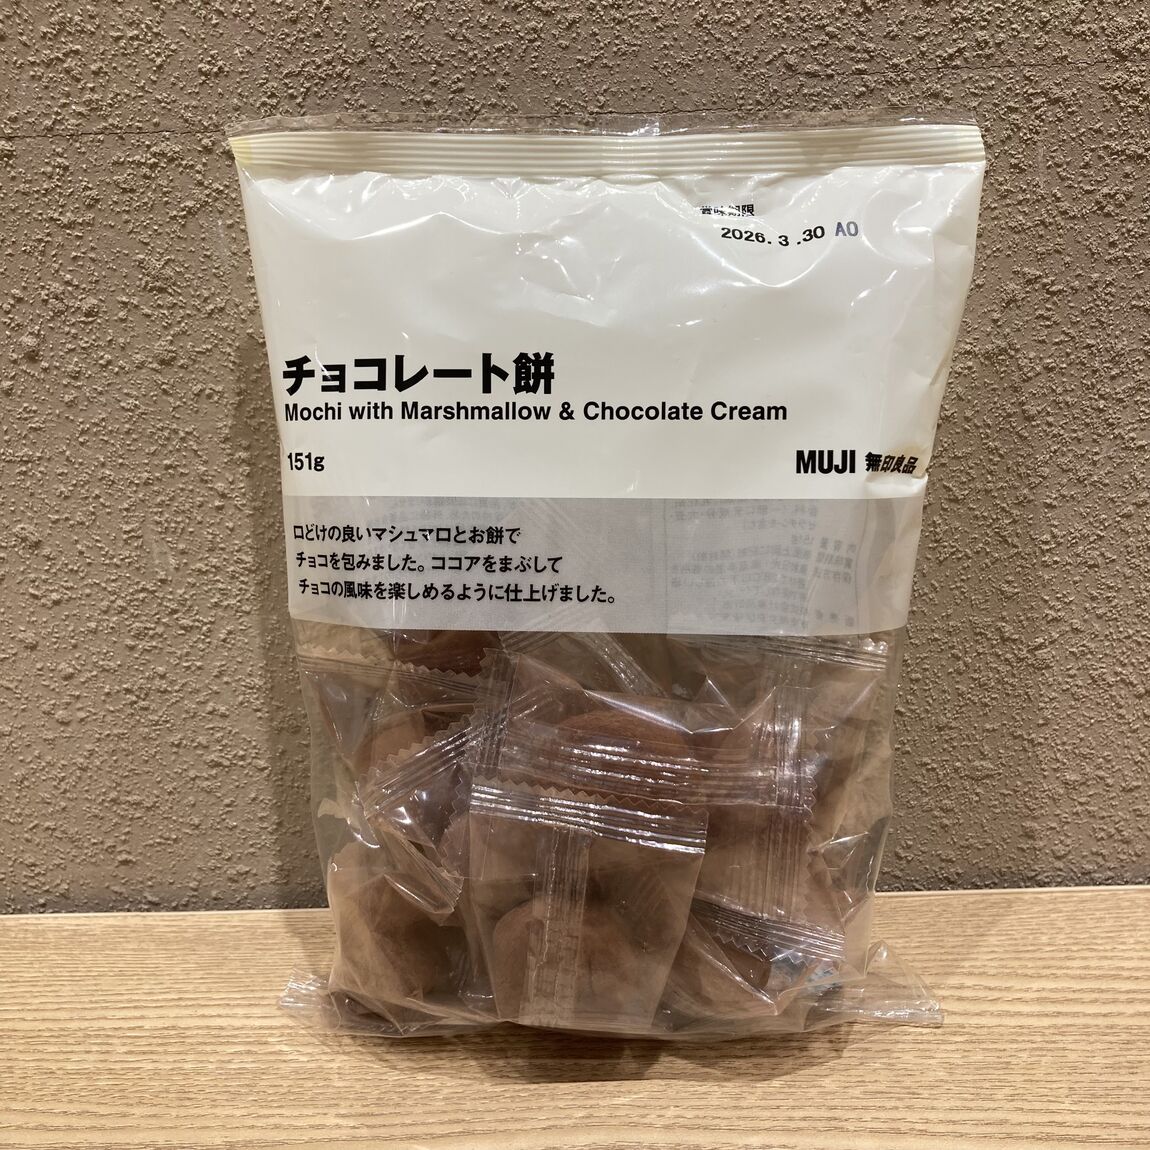 賞味期限
2026.3.30 A0
チョコレート餅
Mochi with Marshmallow & Chocolate Cream
151g
MUJI 無印良品
口どけの良いマシュマロとお餅で
チョコを包みました。ココアをまぶして
チョコの風味を楽しめるように仕上げました。